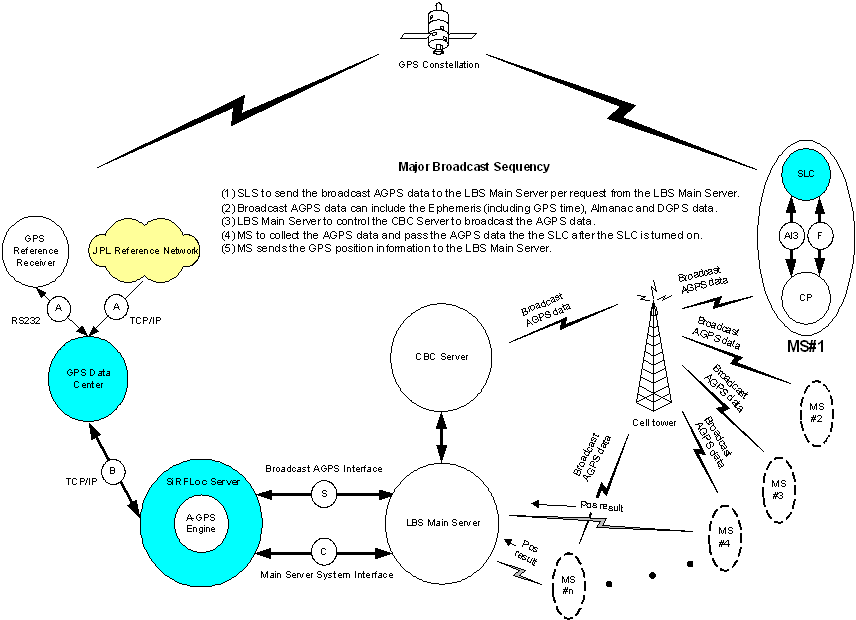 GPS Constellation
Major Broadcast Sequency
(1) SLS to send the broadcast AGPS data to the LBS Main Server per request from the LBS Main Server.
(2) Broadcast AGPS data can include the Ephemeris (including GPS time), Almanac and DGPS data.
(3) LBS Main Server to control the CBC Server to broadcast the AGPS data.
(4) MS to collect the AGPS data and pass the AGPS data the the SLC after the SLC is turned on.
(5) MS sends the GPS position information to the LBS Main Server.
SLC
AI3
F
CP
MS#1
GPS
Reference
Receiver
JPL Reference Network
A
A
RS232
TCP/IP
GPS Data
Center
B
TCP/IP
SiRFLoc Server
A-GPS
Engine
Broadcast AGPS Interface
S
C
Main Server System Interface
CBC Server
LBS Main Server
Broadcast
AGPS data
Broadcast
AGPS data
Cell tower
Broadcast
AGPS data
Broadcast
AGPS data
Broadcast
AGPS data
Broadcast
AGPS data
MS
#2
MS
#3
MS
#4
MS
#n
Pos result
Pos
result